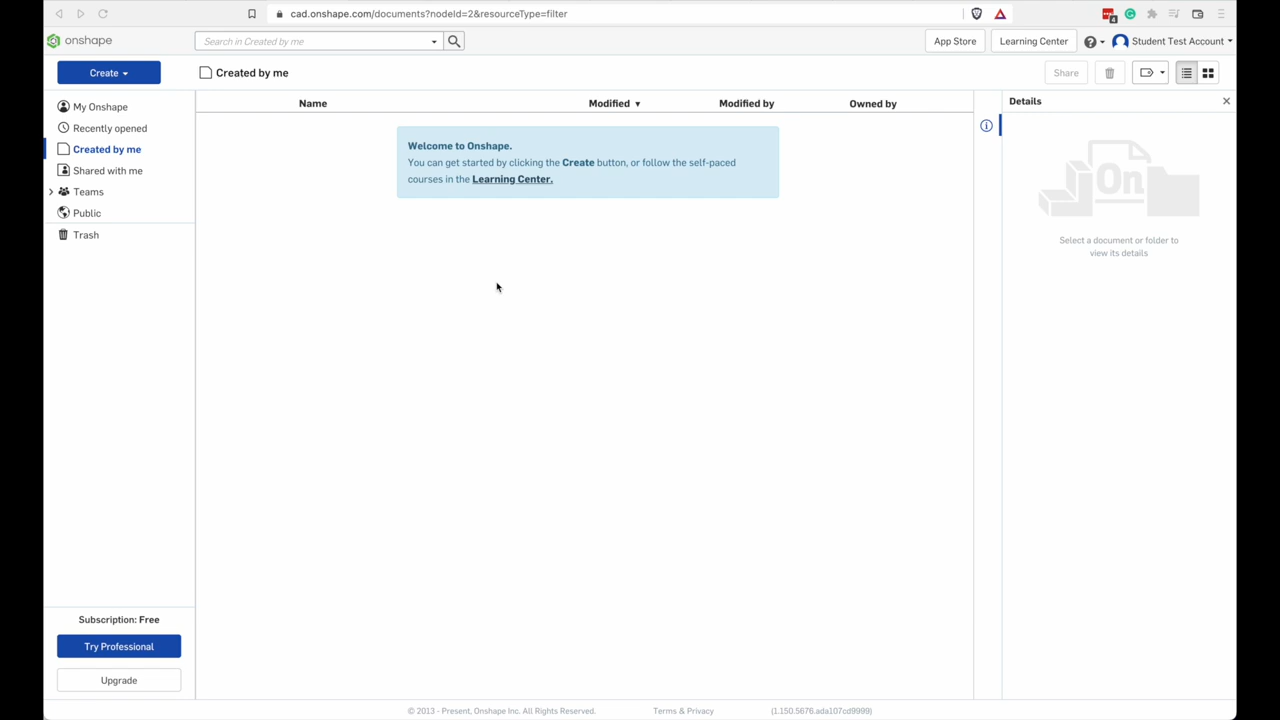 cad.onshape.com/documents?nodeId=2&resourceType=filter
4
onshape
Search in Created by me
App Store
Learning Center
Student Test Account
Create
Created by me
Share
My Onshape
Recently opened
Created by me
Shared with me
Teams
Public
Trash
Name
Modified
Modified by
Owned by
Welcome to Onshape.
You can get started by clicking the Create button, or follow the self-paced
courses in the Learning Center.
Details
On
Select a document or folder to
view its details
Subscription: Free
Try Professional
Upgrade
© 2013 - Present, Onshape Inc. All Rights Reserved.
Terms & Privacy
(1.150.5676.ada107cd9999)